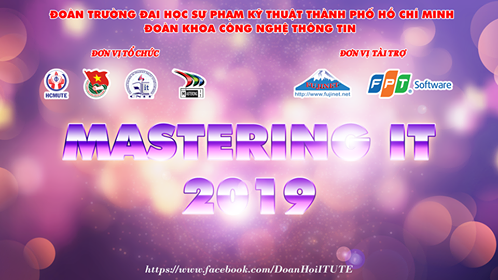 ĐOÀN TRƯỜNG ĐẠI HỌC SƯ PHẠM KỸ THUẬT THÀNH PHỐ HỒ CHÍ MINH
ĐOÀN KHOA CÔNG NGHỆ THÔNG TIN
ĐƠN VỊ TỔ CHỨC
ĐƠN VỊ TÀI TRỢ
HCMUTE
Fujinet
http://www.fujinet.net
FPT Software
MASTERING IT
2019
https://www.facebook.com/DoanHoiITUTE